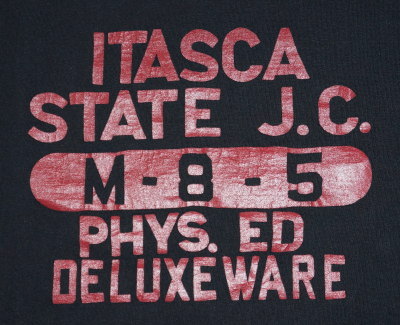 ITASCA
STATE J.C.
M-8-5
PHYS. ED
DELUXEWARE